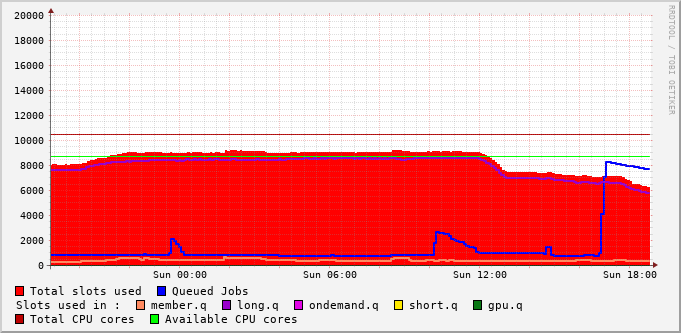 20000
18000
16000
14000
12000
10000
8000
6000
4000
2000
0
Sun 00:00 Sun 06:00 Sun 12:00 Sun 18:00
RRDTOOL / TOBI OETIKER
Total slots used Queued Jobs
Slots used in : member.q long.q ondemand.q short.q gpu.q
Total CPU cores Available CPU cores